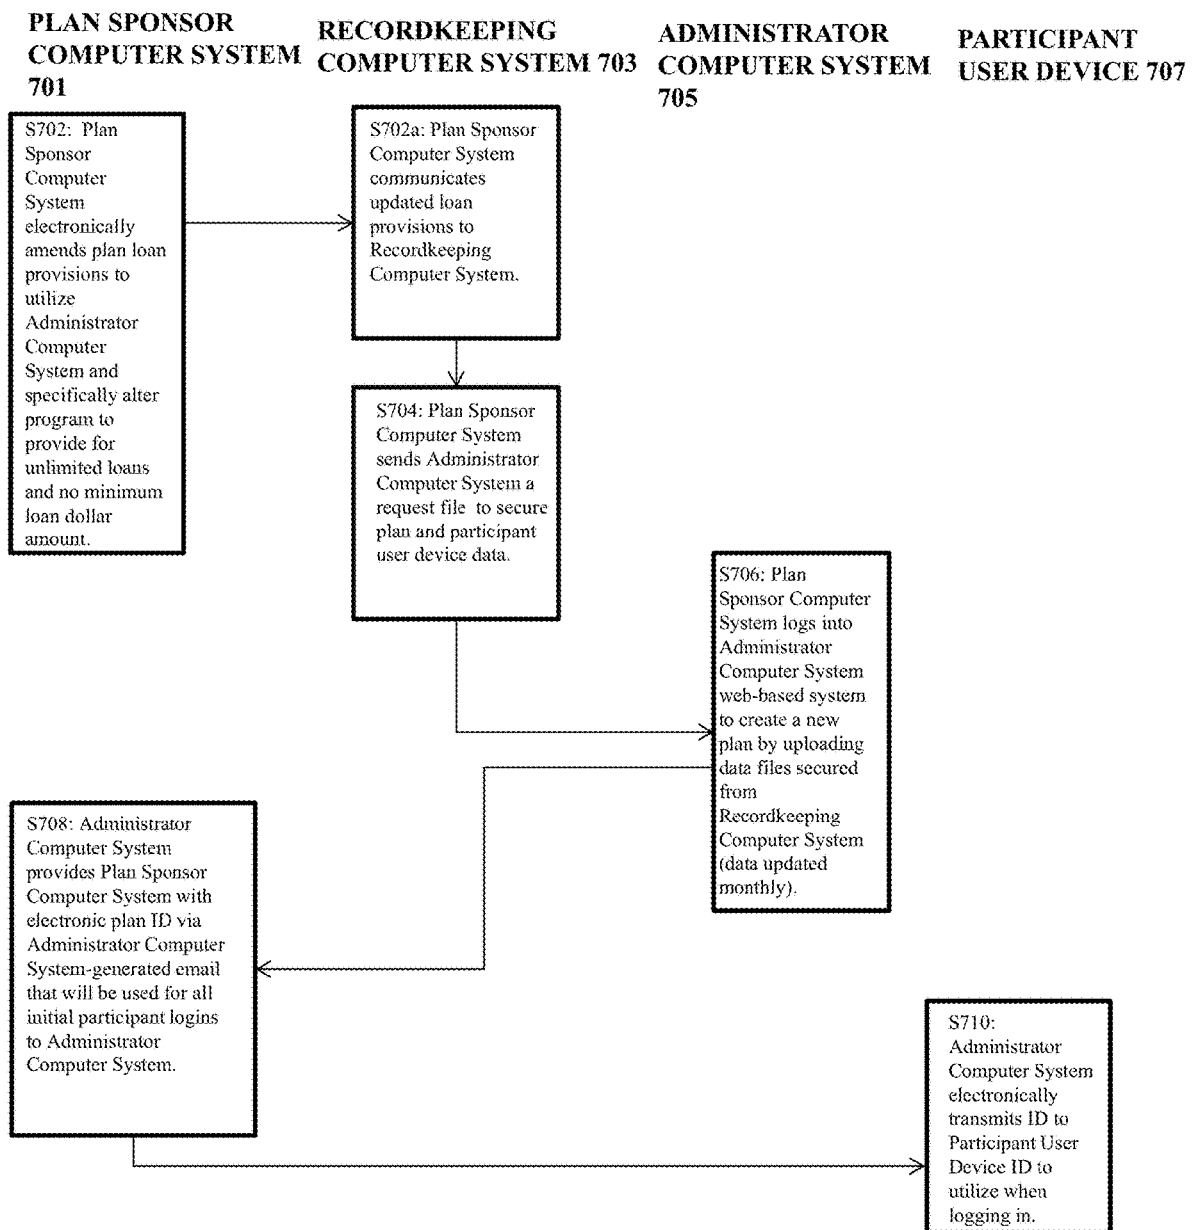 PLAN SPONSOR
COMPUTER SYSTEM
701
RECORDKEEPING
COMPUTER SYSTEM 703
ADMINISTRATOR
COMPUTER SYSTEM
705
PARTICIPANT
USER DEVICE 707
S702: Plan
Sponsor
Computer
System
electronically
amends plan loan
provisions to
utilize
Administrator
Computer
System and
specifically alter
program to
provide for
unlimited loans
and no minimum
loan dollar
amount.
S702a: Plan Sponsor
Computer System
communicates
updated loan
provisions to
Recordkeeping
Computer System.
S704: Plan Sponsor
Computer System
sends Administrator
Computer System a
request file to secure
plan and participant
user device data.
S706: Plan
Sponsor Computer
System logs into
Administrator
Computer System
web-based system
to create a new
plan by uploading
data files secured
from
Recordkeeping
Computer System
(data updated
monthly).
S708: Administrator
Computer System
provides Plan Sponsor
Computer System with
electronic plan ID via
Administrator Computer
System-generated email
that will be used for all
initial participant logins
to Administrator
Computer System.
S710:
Administrator
Computer System
electronically
transmits ID to
Participant User
Device ID to
utilize when
logging in.